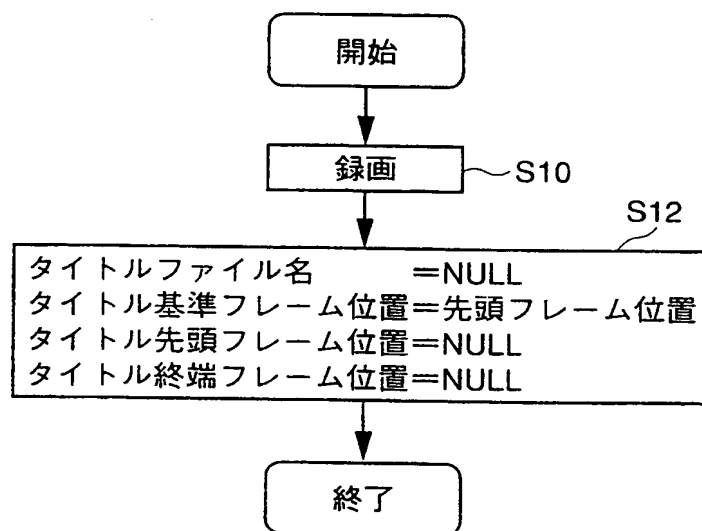 開始
録画 S10
S12
タイトルファイル名 =NULL
タイトル基準フレーム位置=先頭フレーム位置
タイトル先頭フレーム位置=NULL
タイトル終端フレーム位置=NULL
終了